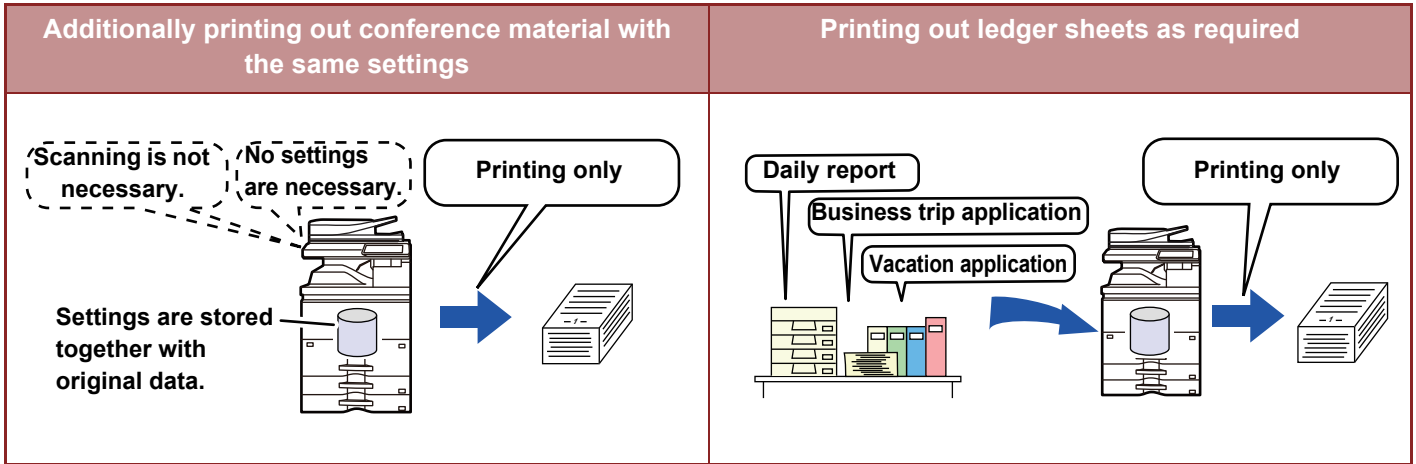 Additionally printing out conference material with
the same settings
Scanning is not
necessary.
No settings
are necessary.
Printing only
Settings are stored
together with
original data.
-1-
Printing out ledger sheets as required
Daily report
Business trip application
Vacation application
Printing only
-1-